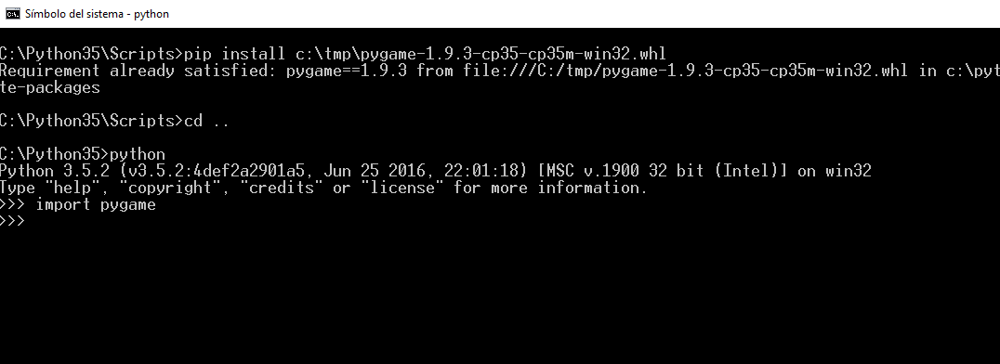 Símbolo del sistema - python
C:\Python35\Scripts>pip install c:\tmp\pygame-1.9.3-cp35-cp35m-win32.whl
Requirement already satisfied: pygame==1.9.3 from file:///C:/tmp/pygame-1.9.3-cp35-cp35m-win32.whl in c:\pyt
te-packages
C:\Python35\Scripts>cd ..
C:\Python35>python
Python 3.5.2 (v3.5.2:4def2a2901a5, Jun 25 2016, 22:01:18) [MSC v.1900 32 bit (Intel)] on win32
Type "help", "copyright", "credits" or "license" for more information.
>>> import pygame
>>>